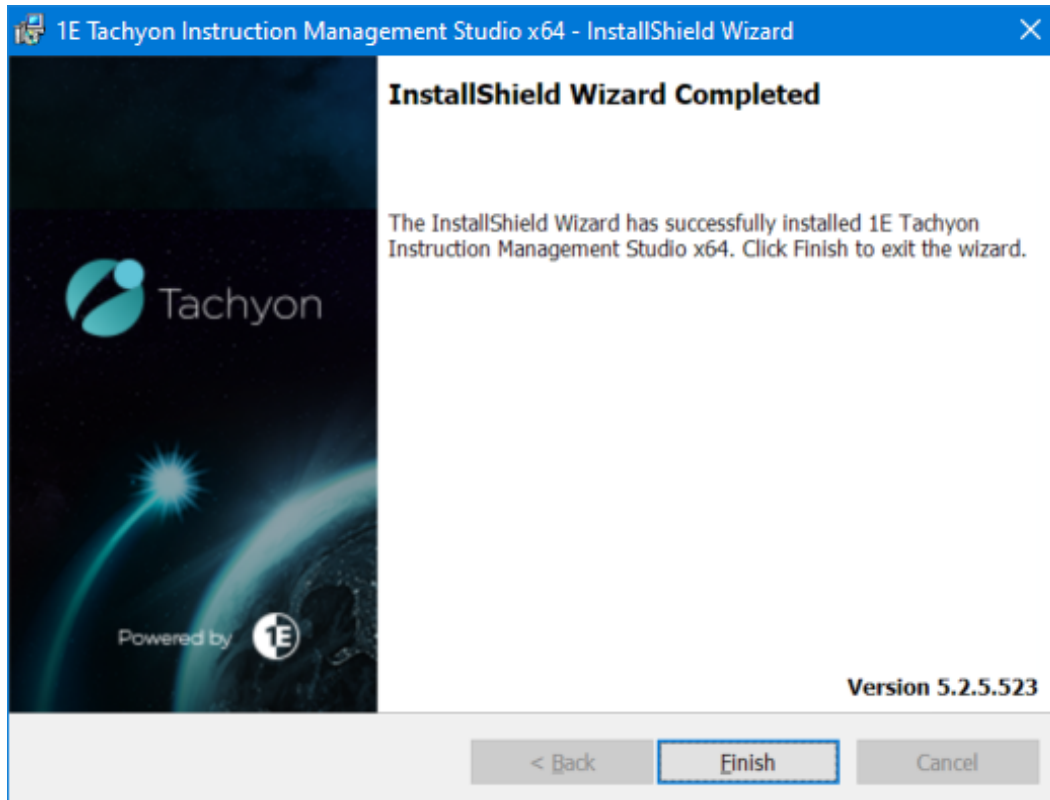 1E Tachyon Instruction Management Studio x64 - InstallShield Wizard
InstallShield Wizard Completed
The InstallShield Wizard has successfully installed 1E Tachyon
Instruction Management Studio x64. Click Finish to exit the wizard.
Tachyon
Powered by 1E
Version 5.2.5.523
< Back
Finish
Cancel